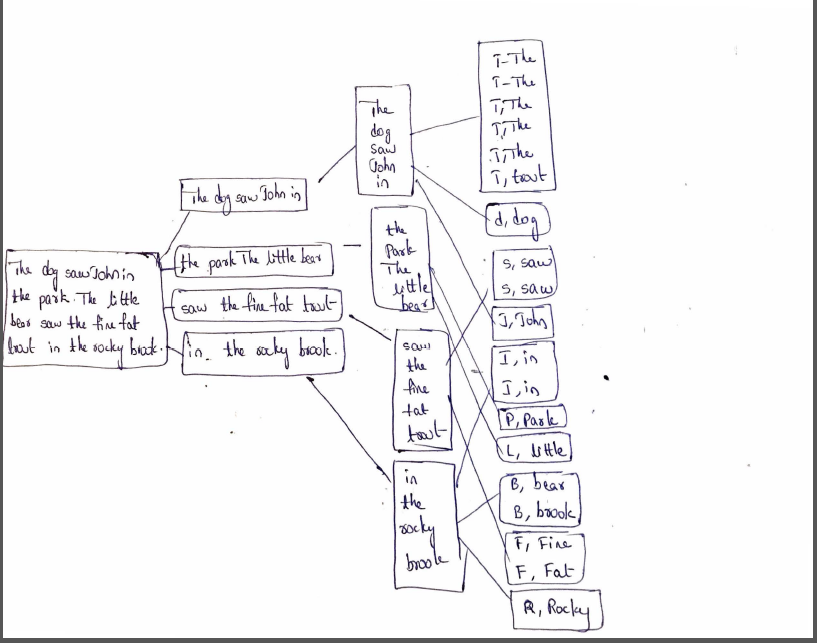 The dog saw John in
the park. The little
bear saw the fine fat
trout in the rocky brook.
The dog saw John in
the park The little bear
saw the fine fat trout
in the rocky brook.
The
dog
saw
John
in
the
Park
The
little
bear
saw
the
fine
fat
trout
in
the
rocky
brook
T-The
T-The
T, The
T, The
T, The
T, trout
d, dog
s, saw
s, saw
J, John
I, in
I, in
P, Park
L, little
B, bear
B, brook
F, Fine
F, Fat
R, Rocky